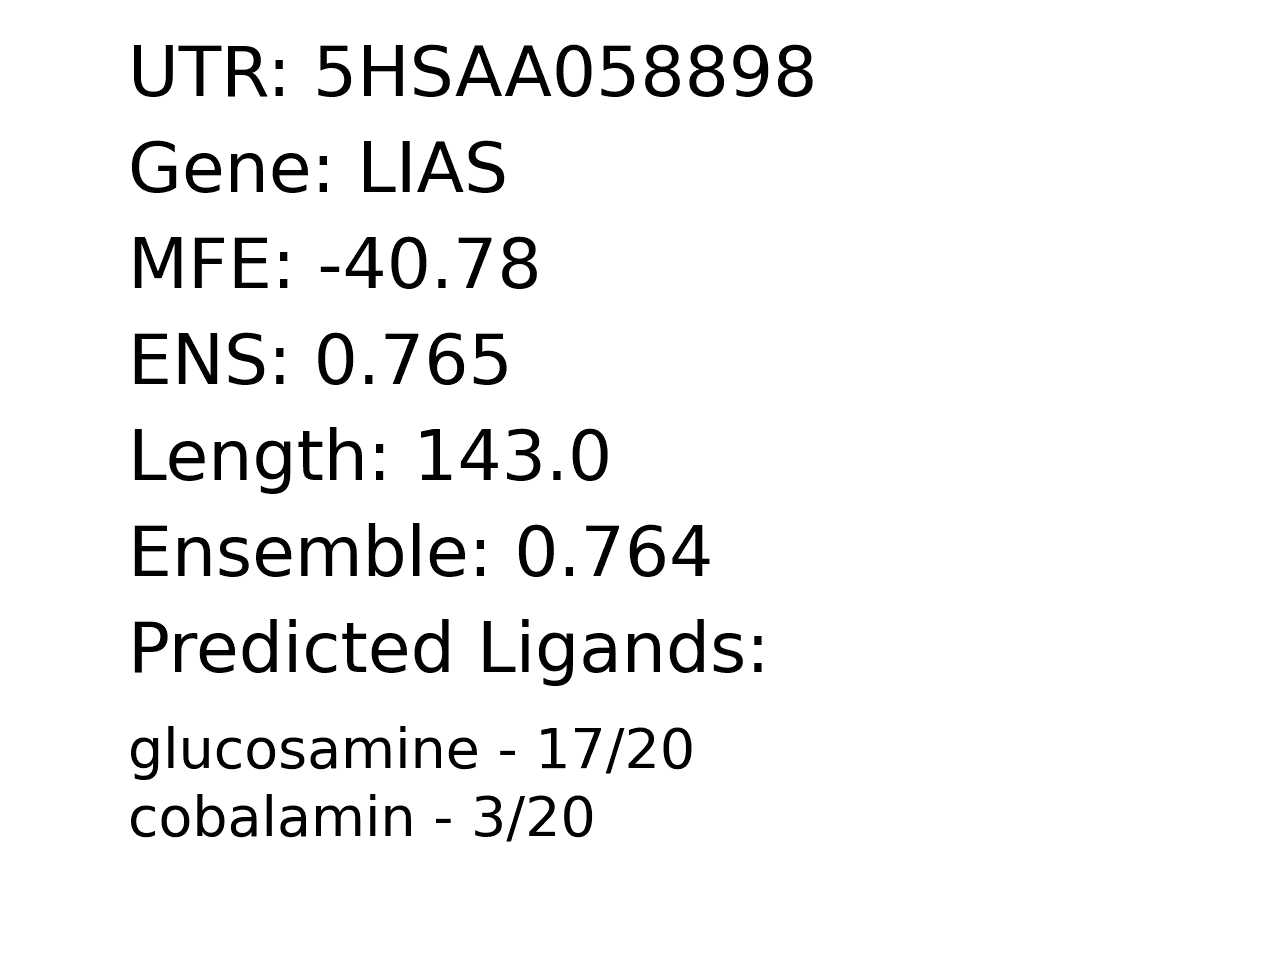 UTR: 5HSAA058898
Gene: LIAS
MFE: -40.78
ENS: 0.765
Length: 143.0
Ensemble: 0.764
Predicted Ligands:
glucosamine - 17/20
cobalamin - 3/20